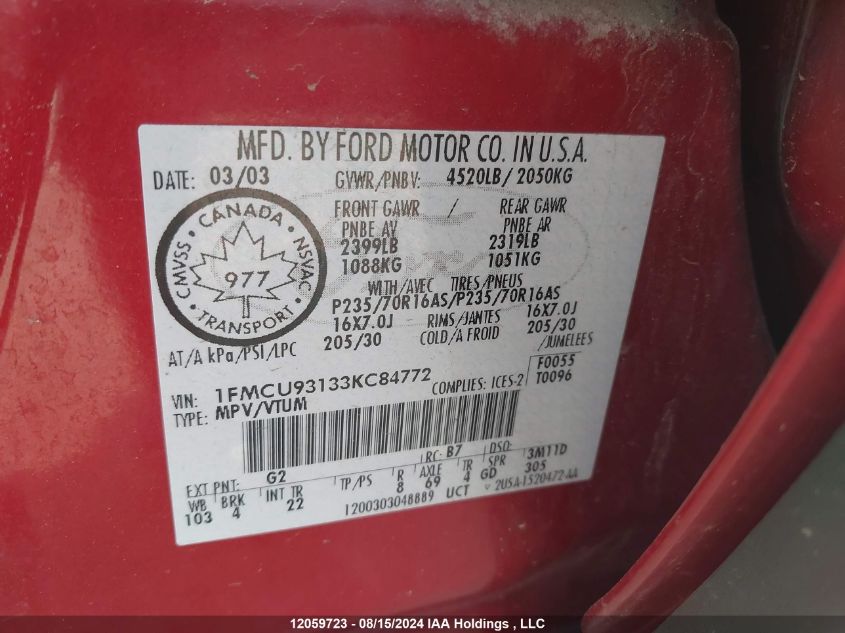 MFD. BY FORD MOTOR CO. IN U.S.A.
DATE: 03/03 GVWR/PNBV: 4520LB/ 2050KG
FRONT GAWR / REAR GAWR
PNBE AV PNBE AR
2399LB 2319LB
1088KG 1051KG
WITH/AVEC TIRES/PNEUS
P235/70R16AS/P235/70R16AS
16X7.0J RIMS/JANTES 16X7.0J
AT/A kPa/PSI/LPC 205/30 COLD/A FROID 205/30
/JUMELEES
CANADA
CMVSS 977 NSVAC
TRANSPORT
VIN: 1FMCU93133KC84772 COMPLIES: ICES-2 F0055
TYPE: MPV/VTUM T0096
EXT PNT: G2 RC: B7 DSO:
WB BRK INT TR TP/PS R AXLE TR SPR 3M11D
103 4 22 8 69 4 GD 305
1200303048889 UCT V 2U5A-1520472-AA
12059723 - 08/15/2024 IAA Holdings , LLC